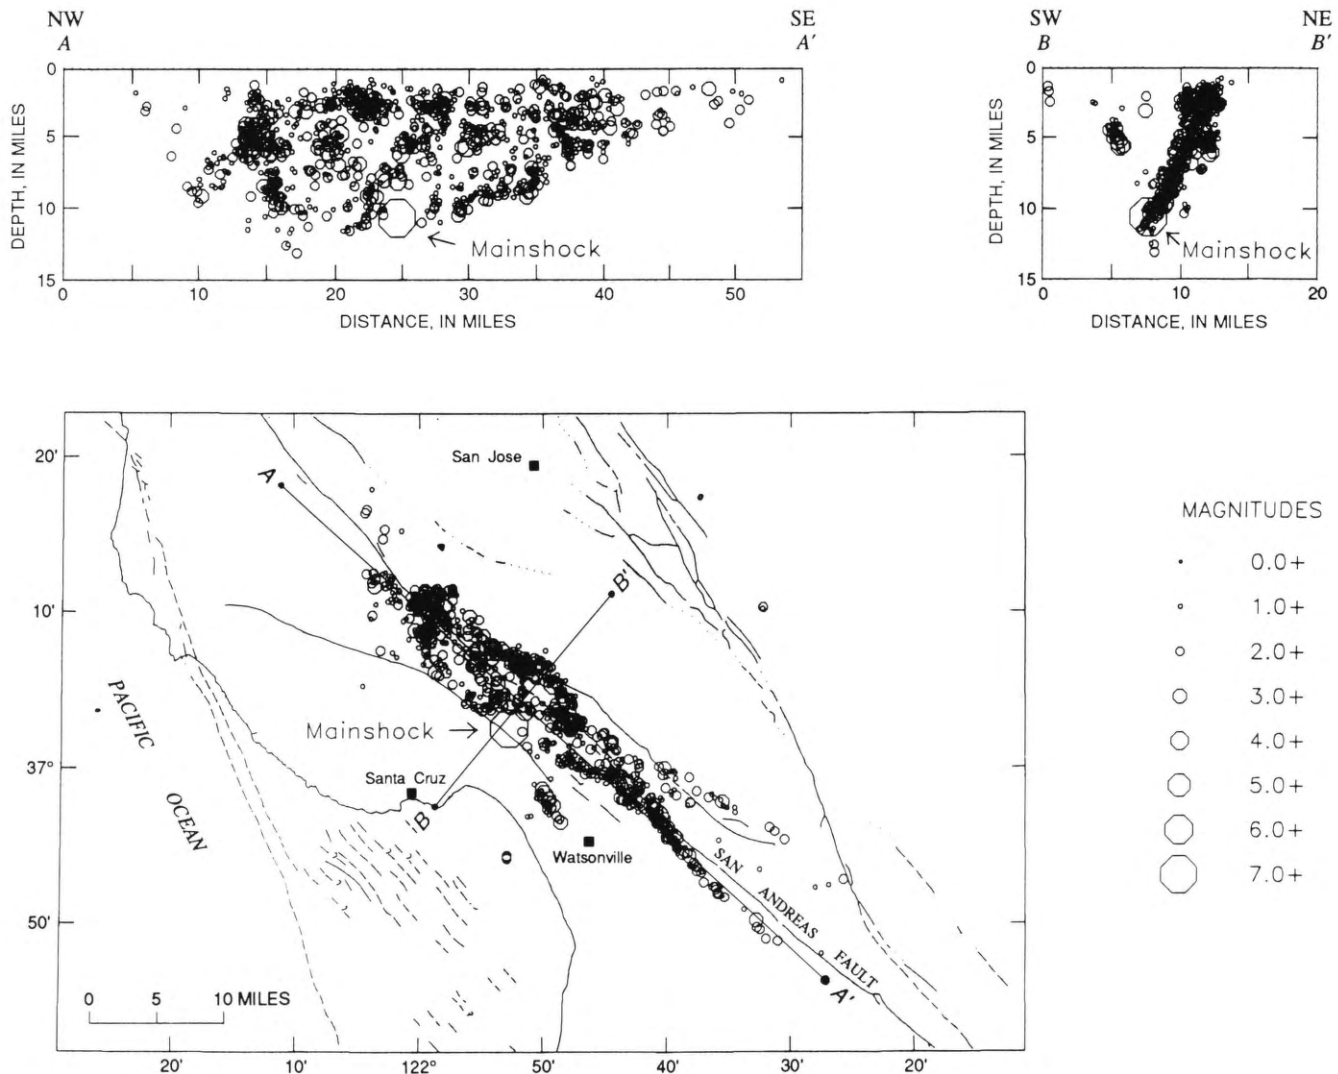 NW
A
SE
A'
SW
B
NE
B'
0
5
10
15
DEPTH, IN MILES
Mainshock
0
10
20
30
40
50
DISTANCE, IN MILES
0
5
10
15
DEPTH, IN MILES
Mainshock
0
10
20
DISTANCE, IN MILES
20'
10'
37°
50'
San Jose
A
B'
Mainshock
Santa Cruz
B
Watsonville
PACIFIC
OCEAN
SAN ANDREAS FAULT
A'
0 5 10 MILES
20'
10'
122°
50'
40'
30'
20'
MAGNITUDES
0.0+
1.0+
2.0+
3.0+
4.0+
5.0+
6.0+
7.0+